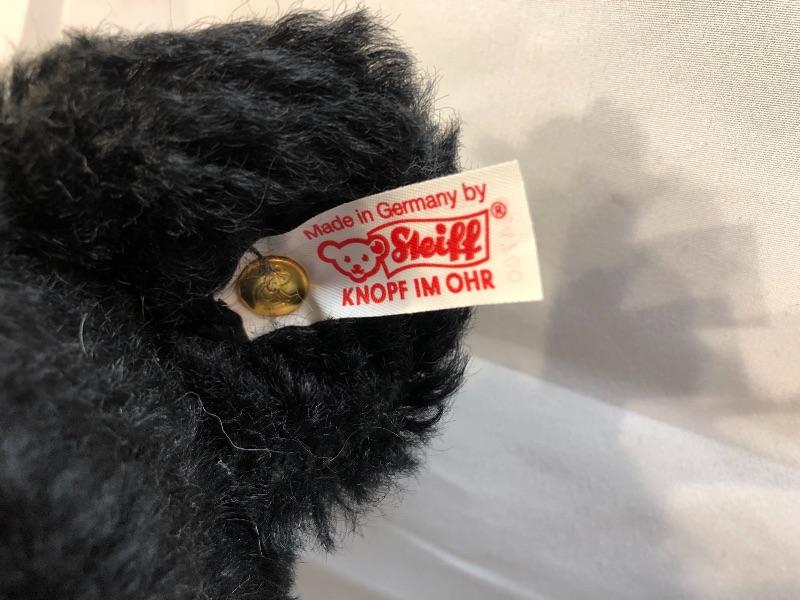 Made in Germany by
Steiff®
KNOPF IM OHR